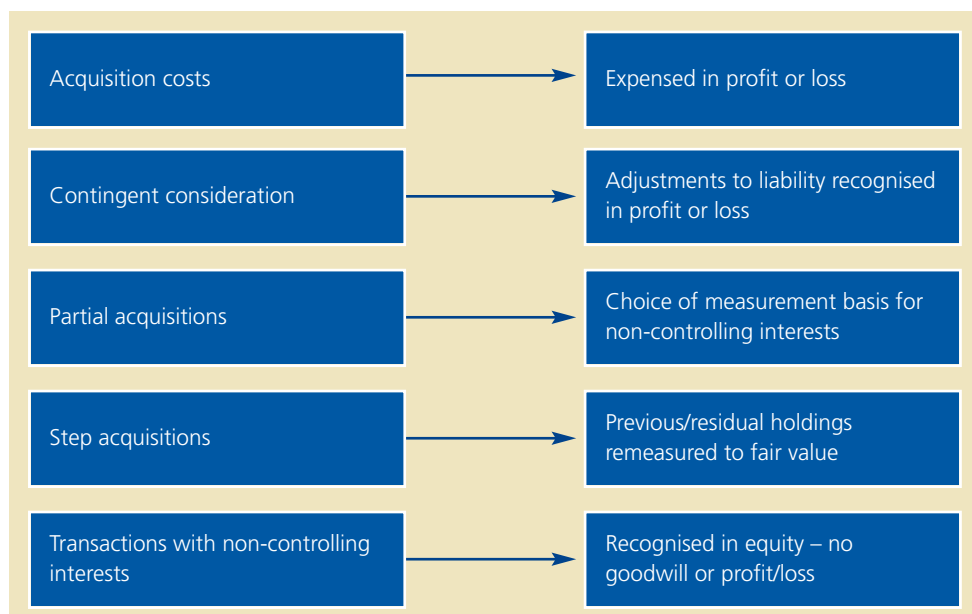 Acquisition costs
Expensed in profit or loss
Contingent consideration
Adjustments to liability recognised
in profit or loss
Partial acquisitions
Choice of measurement basis for
non-controlling interests
Step acquisitions
Previous/residual holdings
remeasured to fair value
Transactions with non-controlling
interests
Recognised in equity – no
goodwill or profit/loss